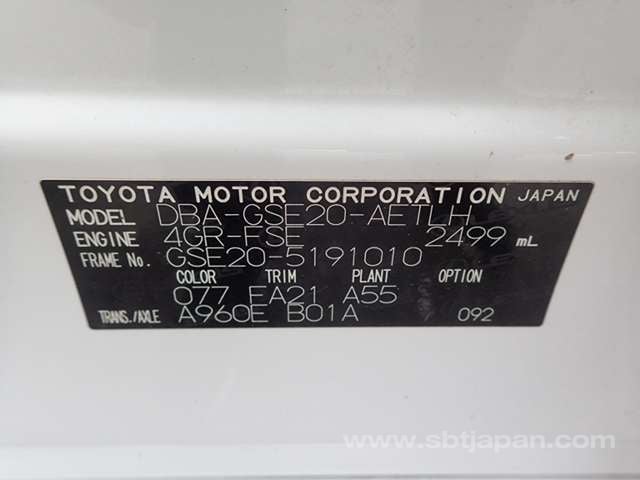 TOYOTA MOTOR CORPORATION JAPAN
MODEL DBA-GSE20-AETLH
ENGINE 4GR-FSE 2499 mL
FRAME No. GSE20-5191010
COLOR TRIM PLANT OPTION
077 EA21 A55
TRANS./AXLE A960E B01A 092
www.sbtjapan.com